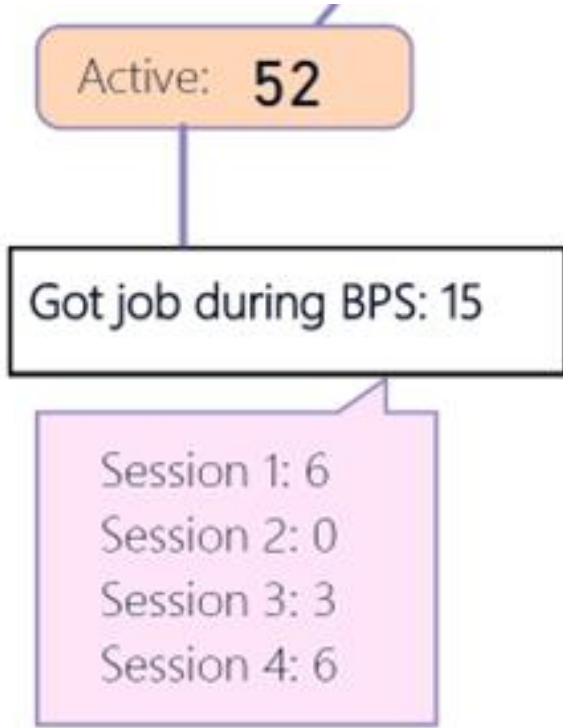 Active: 52
Got job during BPS: 15
Session 1: 6
Session 2: 0
Session 3: 3
Session 4: 6